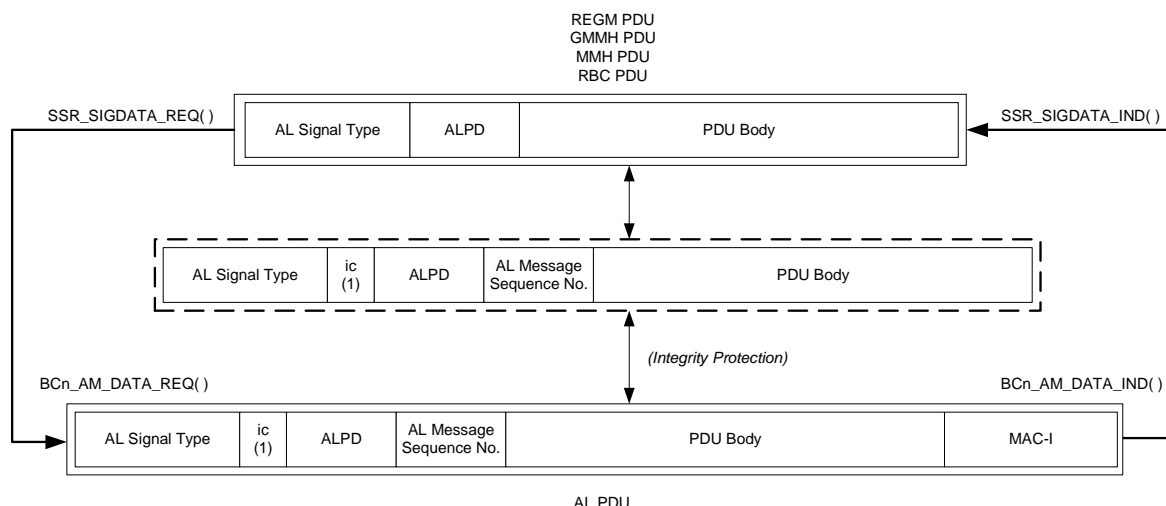 REGM PDU
GMMH PDU
MMH PDU
RBC PDU
SSR_SIGDATA_REQ( )
SSR_SIGDATA_IND( )
AL Signal Type
ALPD
PDU Body
AL Signal Type
ic
(1)
ALPD
AL Message
Sequence No.
PDU Body
(Integrity Protection)
BCn_AM_DATA_REQ( )
BCn_AM_DATA_IND( )
AL Signal Type
ic
(1)
ALPD
AL Message
Sequence No.
PDU Body
MAC-I
AL PDU